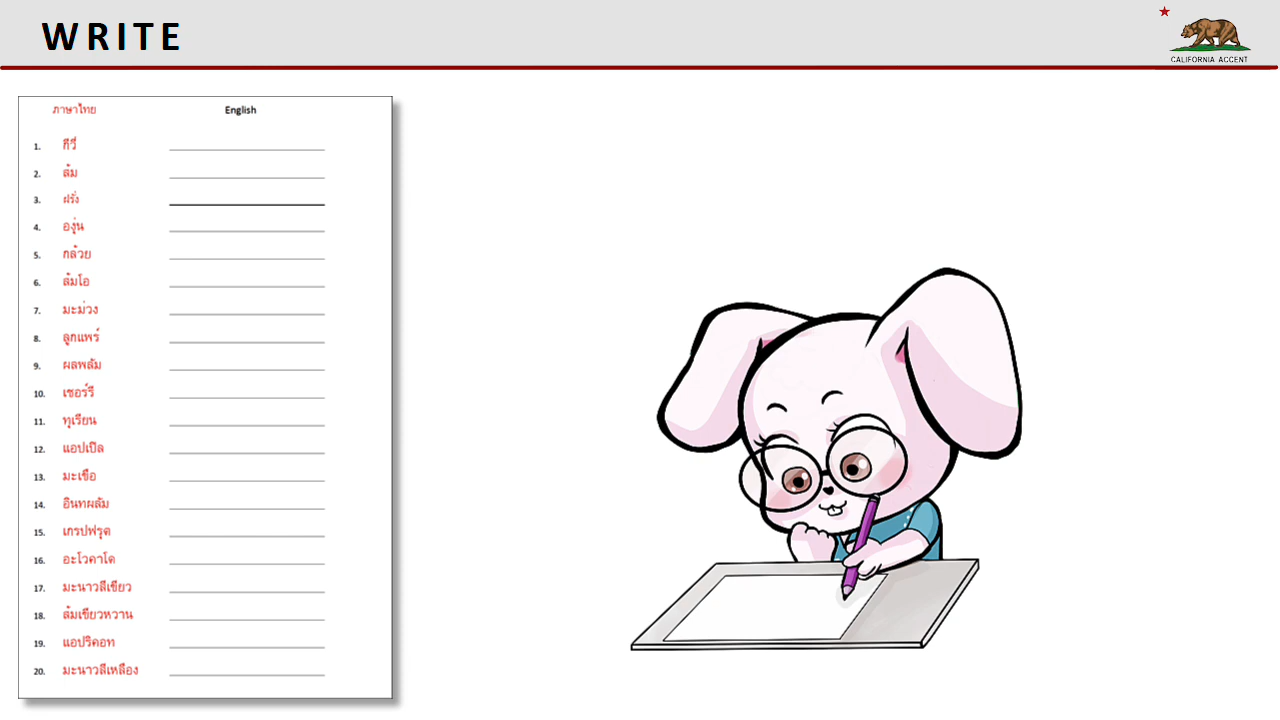 WRITE
CALIFORNIA ACCENT
ภาษาไทย English
1. กีวี่
2. ส้ม
3. ฝรั่ง
4. องุ่น
5. กล้วย
6. ส้มโอ
7. มะม่วง
8. ลูกแพร์
9. ผลพลัม
10. เชอร์รี
11. ทุเรียน
12. แอปเปิล
13. มะเขือ
14. อินทผลัม
15. เกรปฟรุต
16. อะโวคาโด
17. มะนาวสีเขียว
18. ส้มเขียวหวาน
19. แอปริคอท
20. มะนาวสีเหลือง